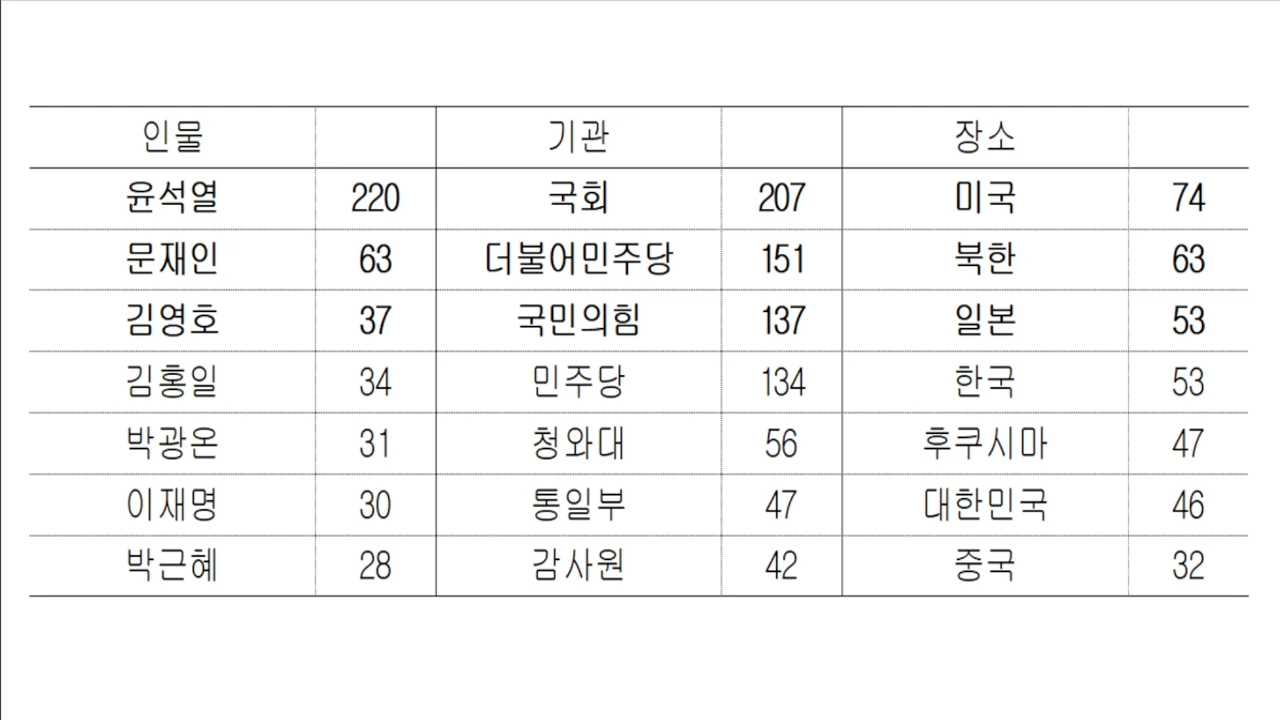 인물 기관 장소
윤석열 220 국회 207 미국 74
문재인 63 더불어민주당 151 북한 63
김영호 37 국민의힘 137 일본 53
김홍일 34 민주당 134 한국 53
박광온 31 청와대 56 후쿠시마 47
이재명 30 통일부 47 대한민국 46
박근혜 28 감사원 42 중국 32